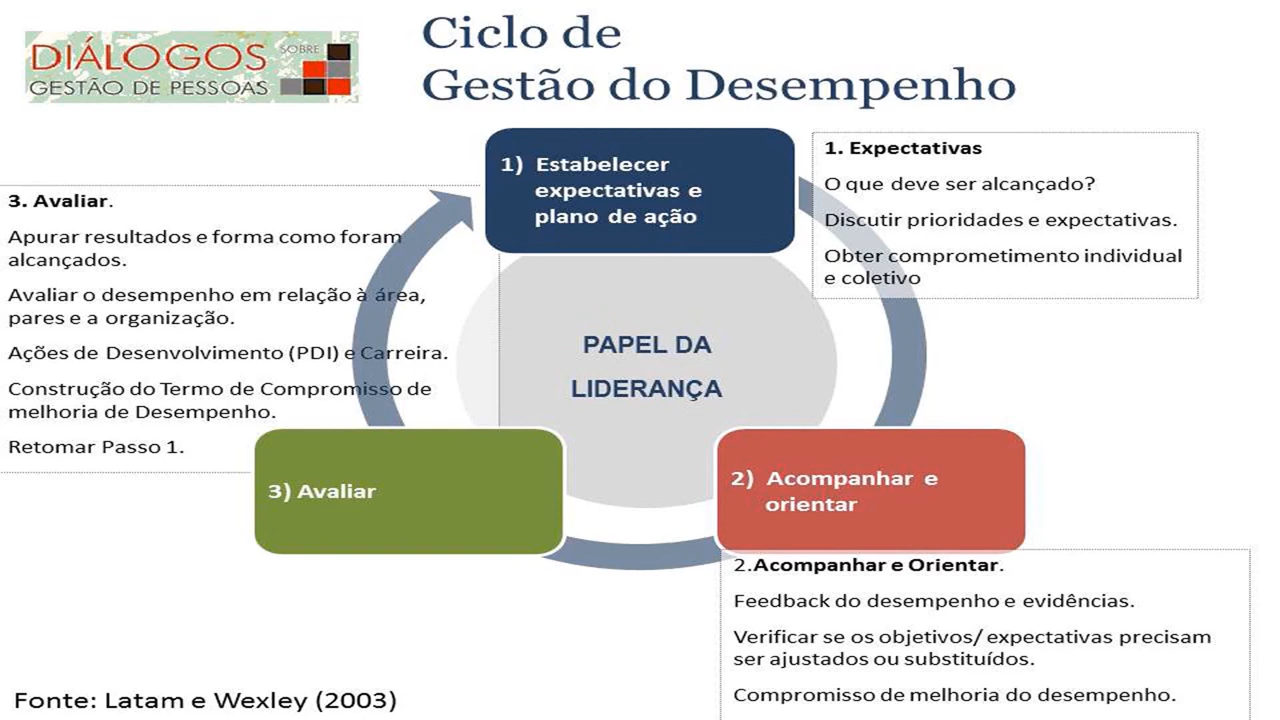 DIÁLOGOS SOBRE
GESTÃO DE PESSOAS
Ciclo de
Gestão do Desempenho
1) Estabelecer
expectativas e
plano de ação
1. Expectativas
O que deve ser alcançado?
Discutir prioridades e expectativas.
Obter comprometimento individual
e coletivo
3. Avaliar.
Apurar resultados e forma como foram
alcançados.
Avaliar o desempenho em relação à área,
pares e a organização.
Ações de Desenvolvimento (PDI) e Carreira.
Construção do Termo de Compromisso de
melhoria de Desempenho.
Retomar Passo 1.
PAPEL DA
LIDERANÇA
3) Avaliar
2) Acompanhar e
orientar
2.Acompanhar e Orientar.
Feedback do desempenho e evidências.
Verificar se os objetivos/ expectativas precisam
ser ajustados ou substituídos.
Compromisso de melhoria do desempenho.
Fonte: Latam e Wexley (2003)